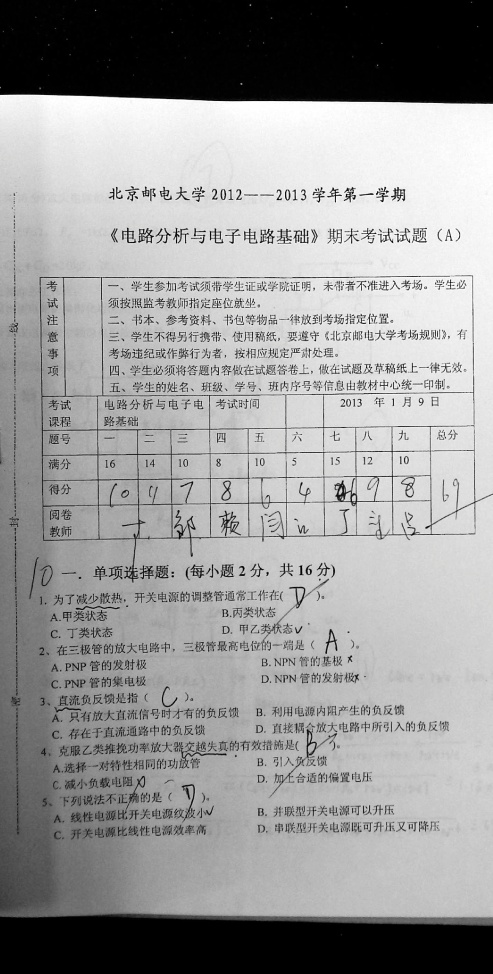 北京邮电大学 2012——2013 学年第一学期
《电路分析与电子电路基础》期末考试试题（A）
考试注意事项
一、学生参加考试须带学生证或学院证明，未带者不准进入考场。学生必
须按照监考教师指定座位就坐。
二、书本、参考资料、书包等物品一律放到考场指定位置。
三、学生不得另行携带、使用稿纸，要遵守《北京邮电大学考场规则》，有
考场违纪或作弊行为者，按相应规定严肃处理。
四、学生必须将答题内容做在试题答卷上，做在试题及草稿纸上一律无效。
五、学生的姓名、班级、学号、班内序号等信息由教材中心统一印制。
考试 电路分析与电子电 考试时间 2013 年 1 月 9 日
课程 路基础
题号 一 二 三 四 五 六 七 八 九 总分
满分 16 14 10 8 10 5 15 12 10
得分 10 7 8 6 4 9 8 69
阅卷
教师
10 一．单项选择题：(每小题 2 分，共 16 分)
1. 为了减少散热，开关电源的调整管通常工作在( D )。
A.甲类状态 B.丙类状态
C. 丁类状态 D. 甲乙类状态
2、在三极管的放大电路中，三极管最高电位的一端是（ A ）。
A. PNP 管的发射极 B. NPN 管的基极 x
C. PNP 管的集电极 D. NPN 管的发射极 x
3、直流负反馈是指（ C ）。
A. 只有放大直流信号时才有的负反馈 B. 利用电源内阻产生的负反馈
C. 存在于直流通路中的负反馈 D. 直接耦合放大电路中所引入的负反馈
4、克服乙类推挽功率放大器交越失真的有效措施是( B )。
A.选择一对特性相同的功放管 B. 引入负反馈
C. 减小负载电阻 D. 加上合适的偏置电压
5、下列说法不正确的是（ D ）。
A. 线性电源比开关电源纹波小 B. 并联型开关电源可以升压
C. 开关电源比线性电源效率高 D. 串联型开关电源既可升压又可降压